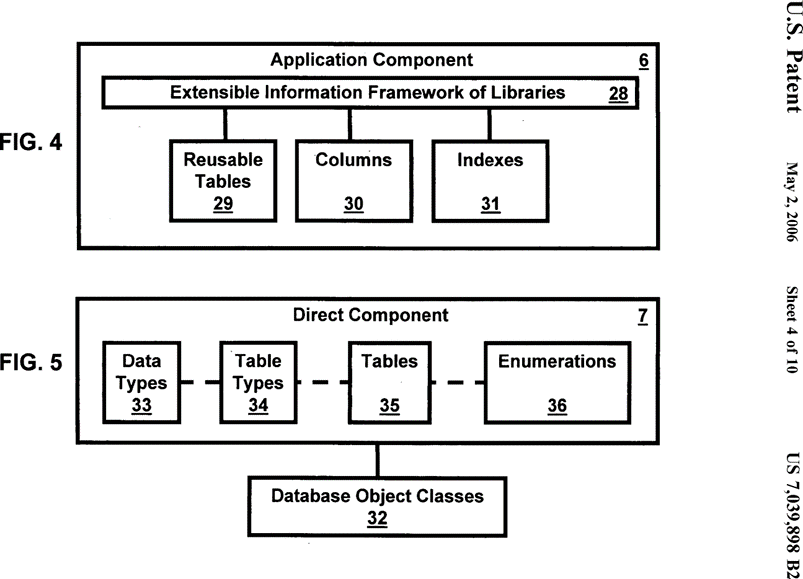 U.S. Patent May 2, 2006 Sheet 4 of 10 US 7,039,898 B2
FIG. 4
Application Component 6
Extensible Information Framework of Libraries 28
Reusable
Tables
29
Columns
30
Indexes
31
FIG. 5
Direct Component 7
Data
Types
33
Table
Types
34
Tables
35
Enumerations
36
Database Object Classes
32